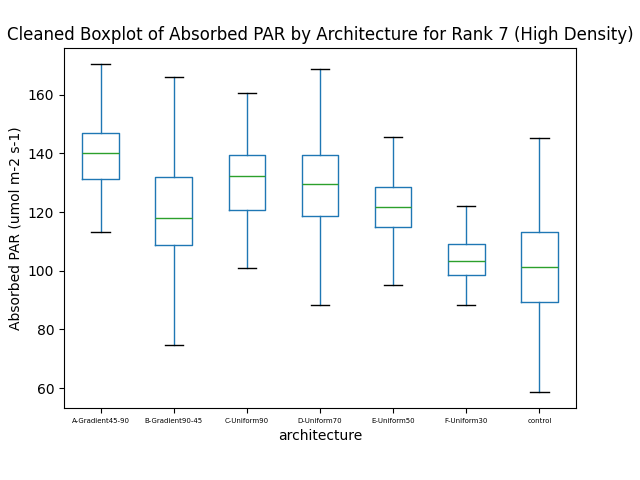 Cleaned Boxplot of Absorbed PAR by Architecture for Rank 7 (High Density)
Absorbed PAR (umol m-2 s-1)
160
140
120
100
80
60
A-Gradient45-90 B-Gradient90-45 C-Uniform90 D-Uniform70 E-Uniform50 F-Uniform30 control
architecture